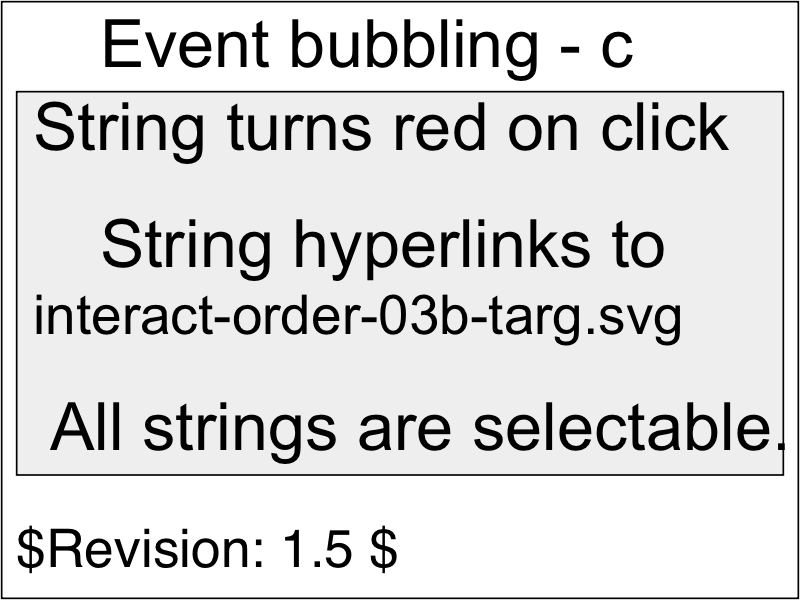 Event bubbling - c
String turns red on click
String hyperlinks to
interact-order-03b-targ.svg
All strings are selectable.
$Revision: 1.5 $